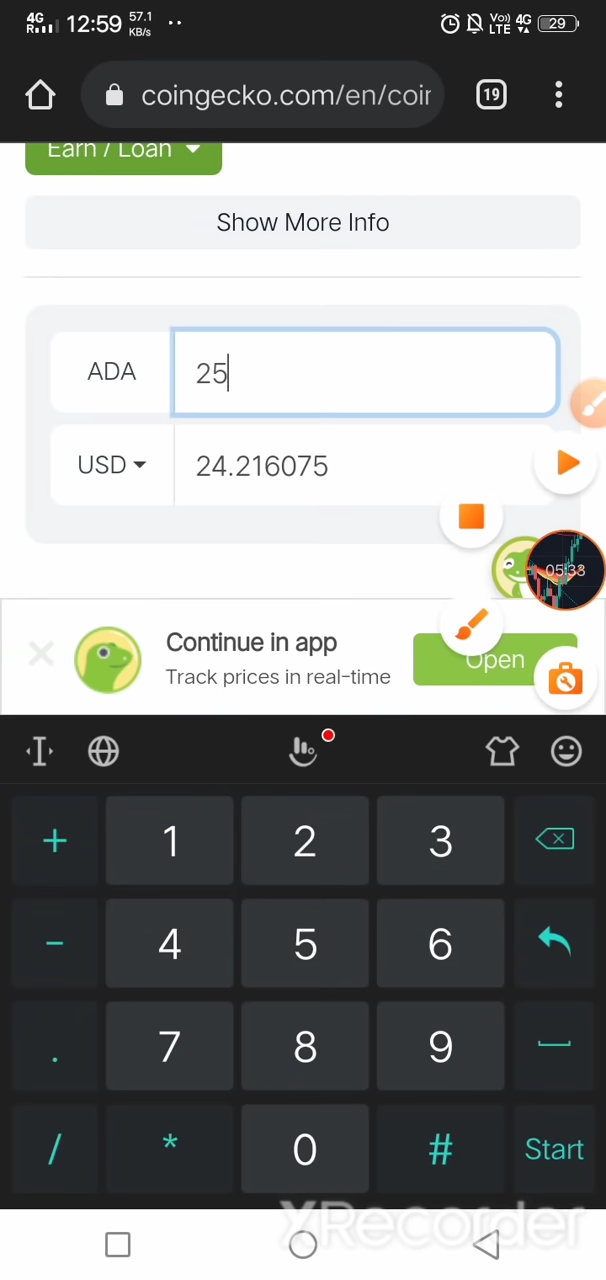 4G
R
12:59
57.1
KB/s
Vo))
LTE
4G
29
coingecko.com/en/coir
19
Earn / Loan
Show More Info
ADA
25
USD
24.216075
05:33
Continue in app
Track prices in real-time
Open
+
1
2
3
-
4
5
6
.
7
8
9
/
*
0
#
Start
XRecorder